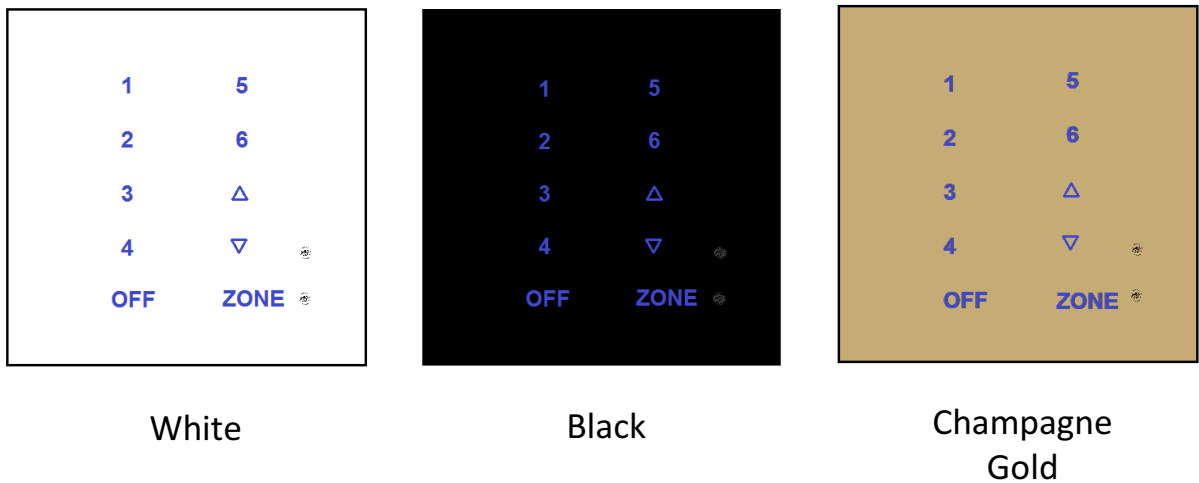 1 5
2 6
3 △
4 ▽
OFF ZONE
1 5
2 6
3 △
4 ▽
OFF ZONE
1 5
2 6
3 △
4 ▽
OFF ZONE
White
Black
Champagne
Gold